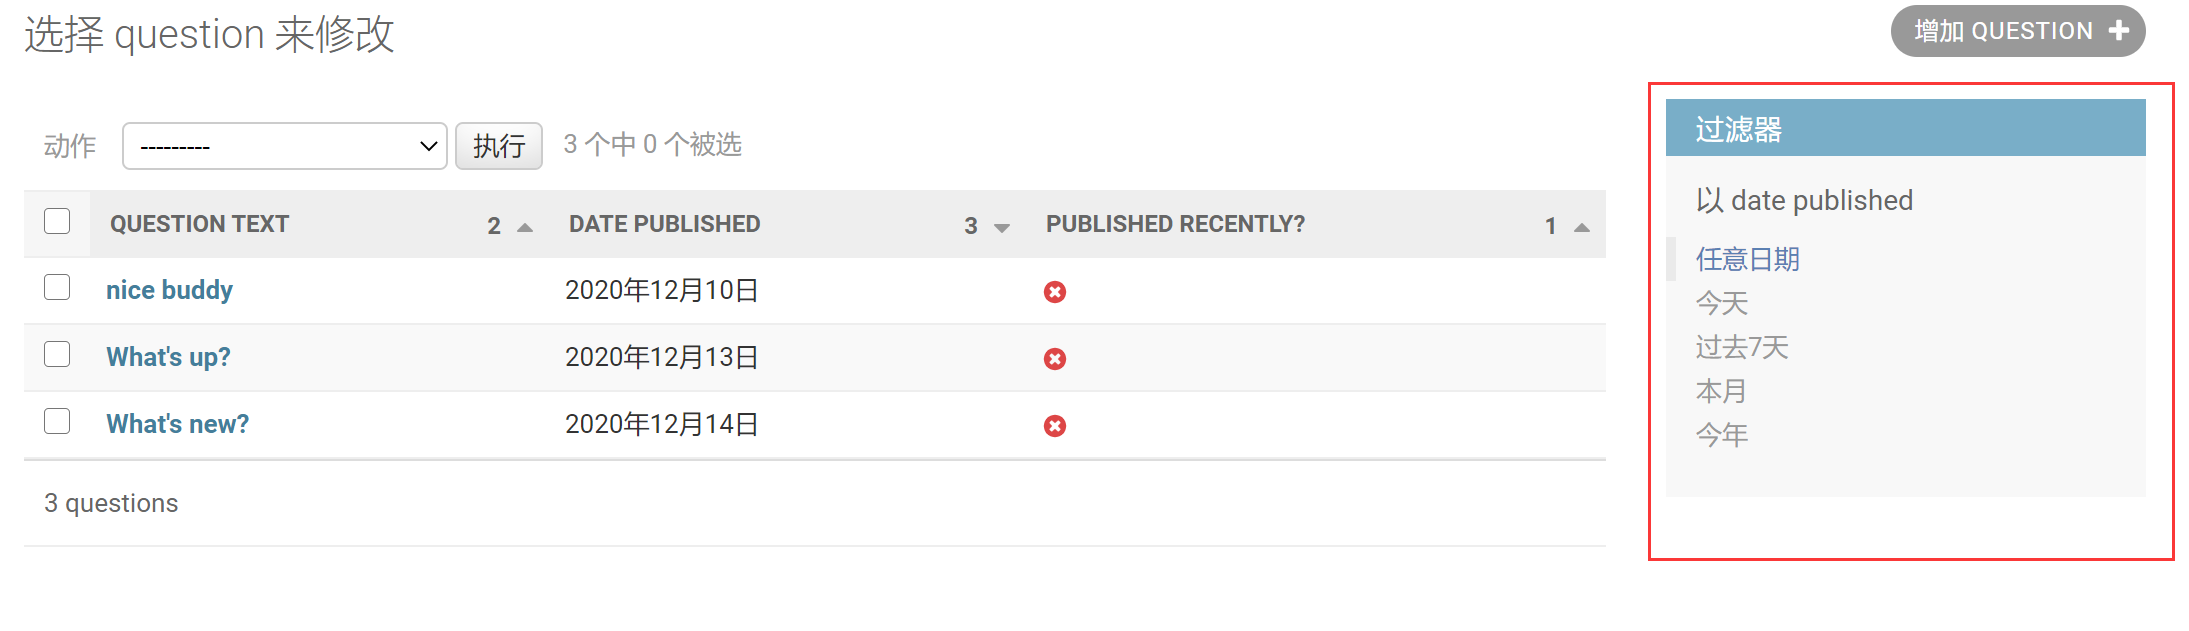 选择 question 来修改
增加 QUESTION
动作 --------- 执行 3 个中 0 个被选
QUESTION TEXT 2 DATE PUBLISHED 3 PUBLISHED RECENTLY? 1
nice buddy 2020年12月10日
What's up? 2020年12月13日
What's new? 2020年12月14日
3 questions
过滤器
以 date published
任意日期
今天
过去7天
本月
今年